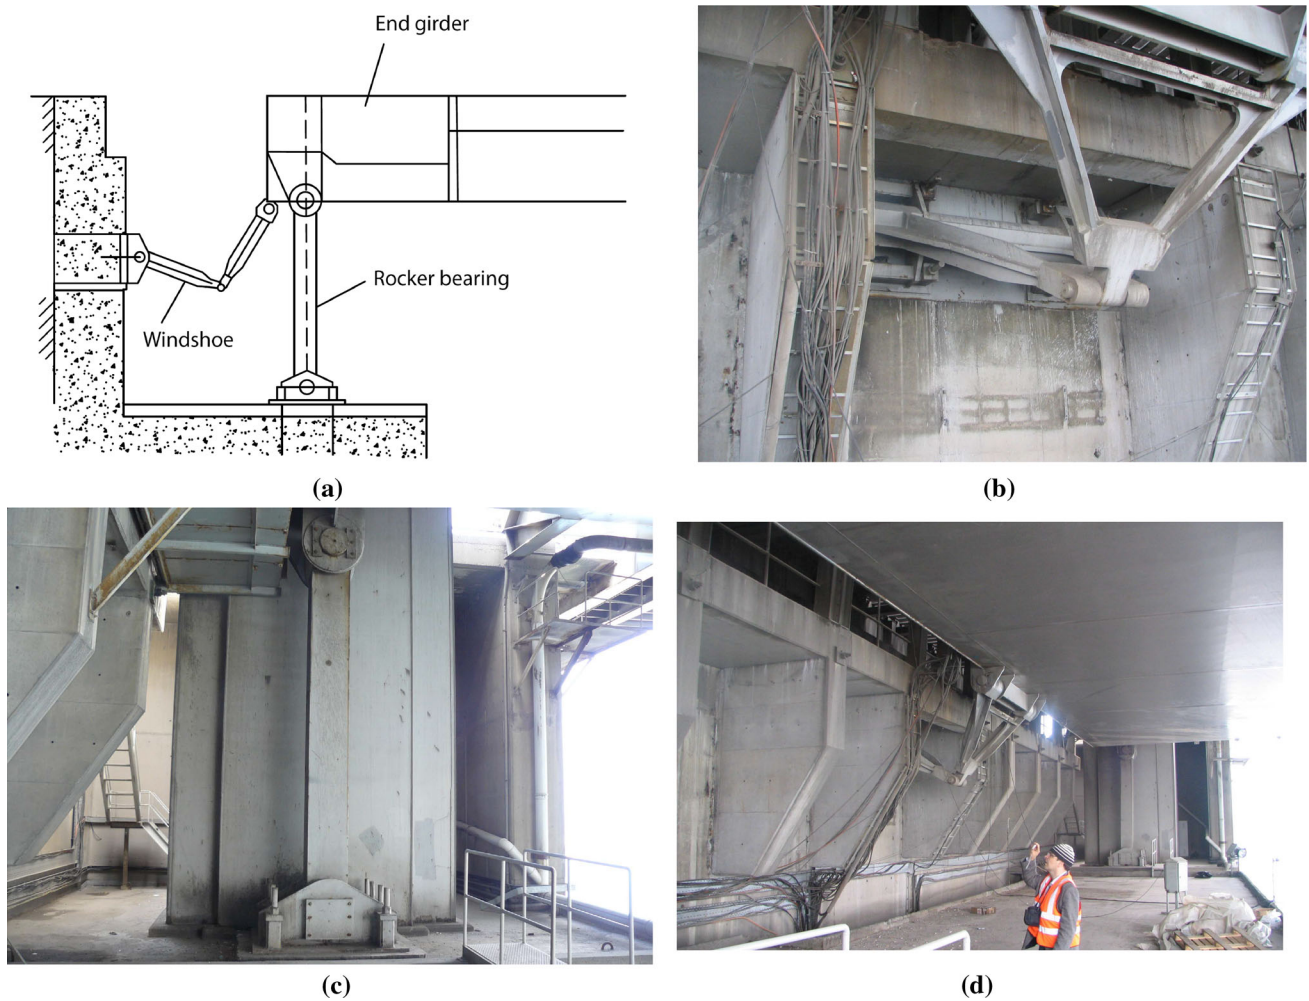 End girder
Rocker bearing
Windshoe
(a)
(b)
(c)
(d)